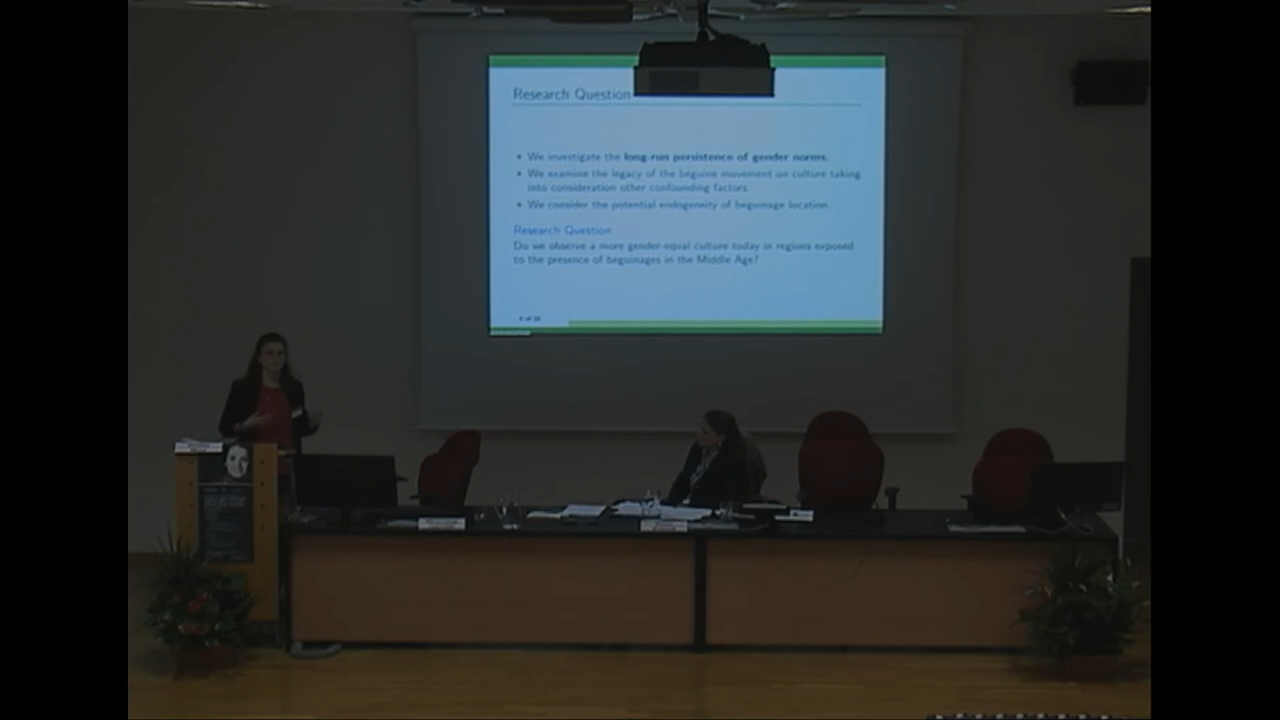 Research Question
• We investigate the long-run persistence of gender norms.
• We examine the legacy of the beguine movement on culture taking
into consideration other confounding factors.
• We consider the potential endogeneity of beguinage location.
Research Question
Do we observe a more gender-equal culture today in regions exposed
to the presence of beguinages in the Middle Age?